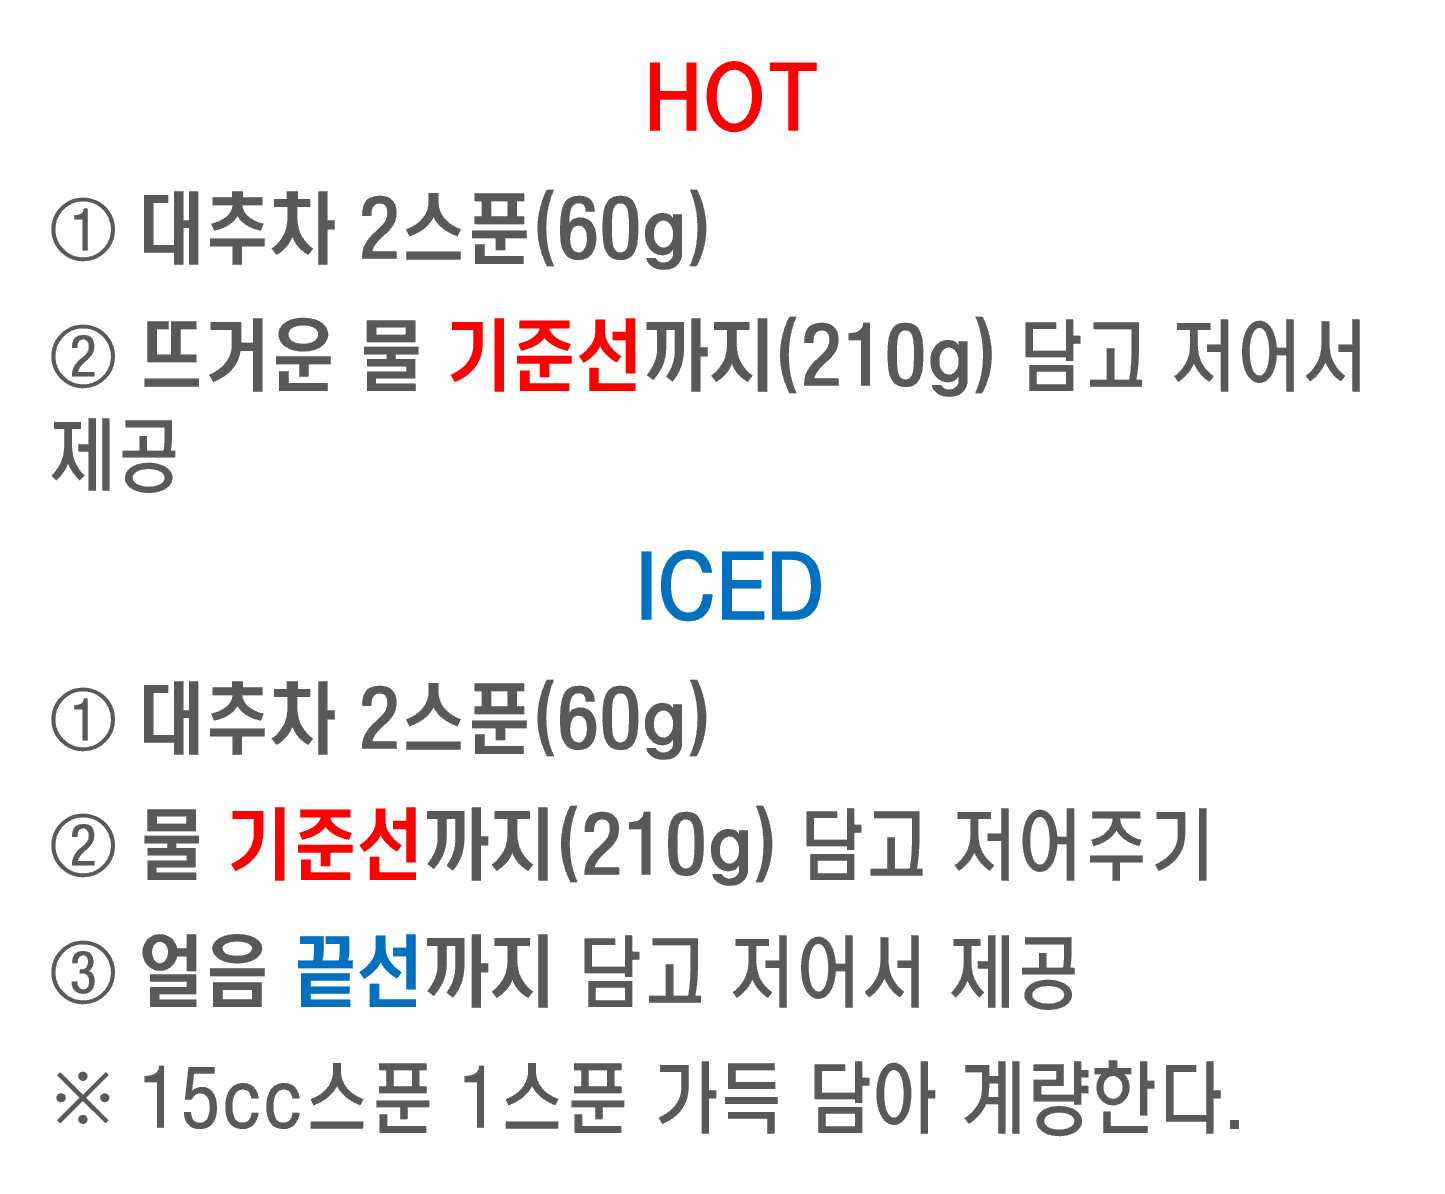 HOT
① 대추차 2스푼(60g)
② 뜨거운 물 기준선까지(210g) 담고 저어서
제공
ICED
① 대추차 2스푼(60g)
② 물 기준선까지(210g) 담고 저어주기
③ 얼음 끝선까지 담고 저어서 제공
※ 15cc스푼 1스푼 가득 담아 계량한다.